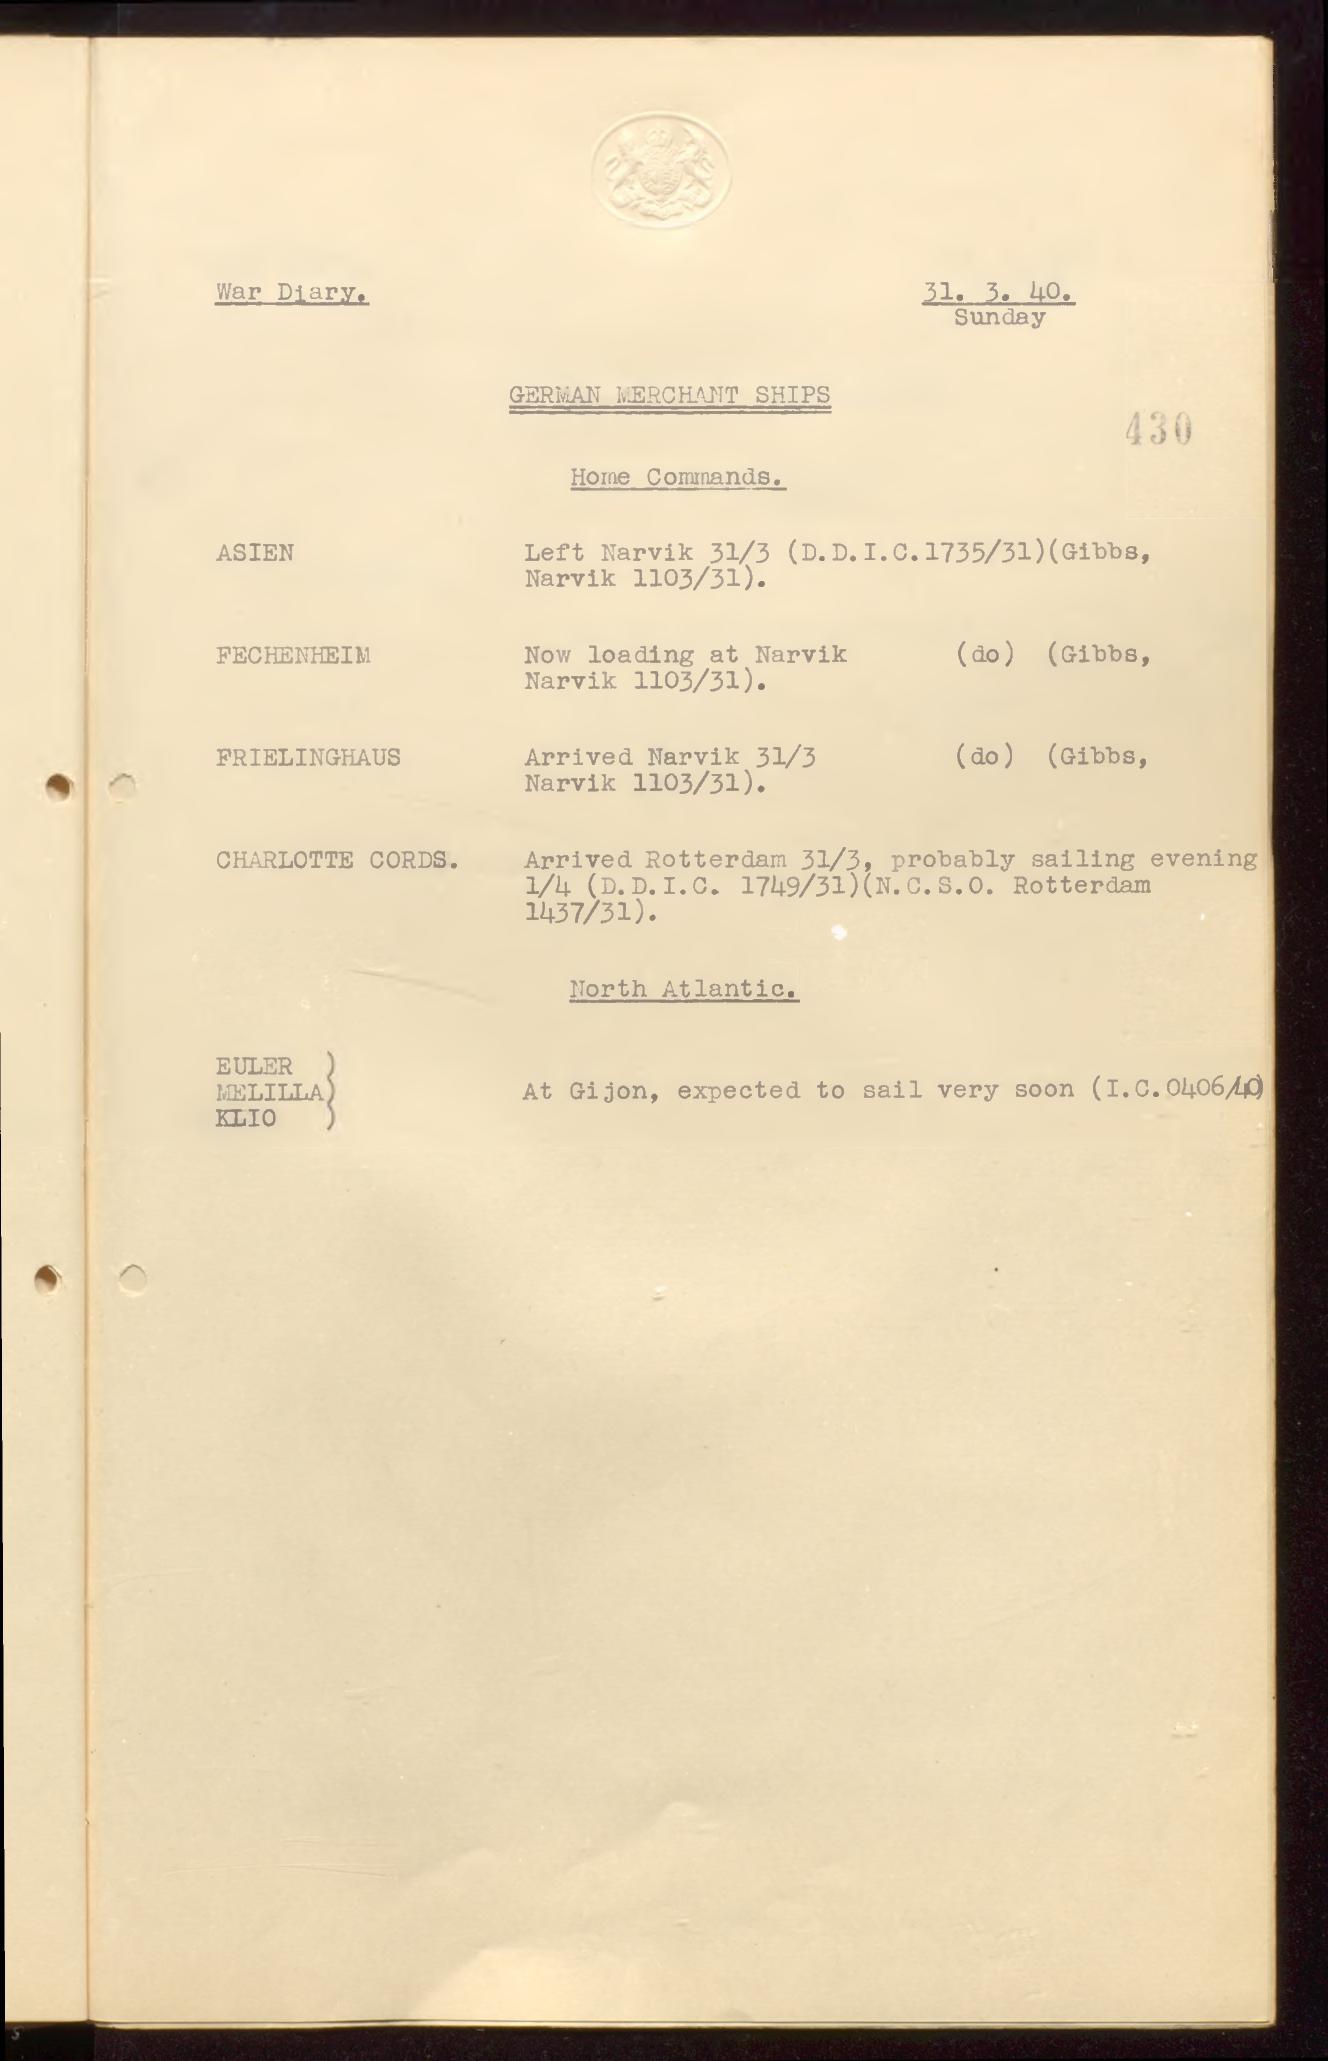 War Diary.
31. 3. 40.
Sunday
GERMAN MERCHANT SHIPS
430
Home Commands.
ASIEN Left Narvik 31/3 (D.D.I.C.1735/31)(Gibbs,
Narvik 1103/31).
FECHENHEIM Now loading at Narvik (do) (Gibbs,
Narvik 1103/31).
FRIELINGHAUS Arrived Narvik 31/3 (do) (Gibbs,
Narvik 1103/31).
CHARLOTTE CORDS. Arrived Rotterdam 31/3, probably sailing evening
1/4 (D.D.I.C. 1749/31)(N.C.S.O. Rotterdam
1437/31).
North Atlantic.
EULER )
MELILLA) At Gijon, expected to sail very soon (I.C.0406/40)
KLIO )